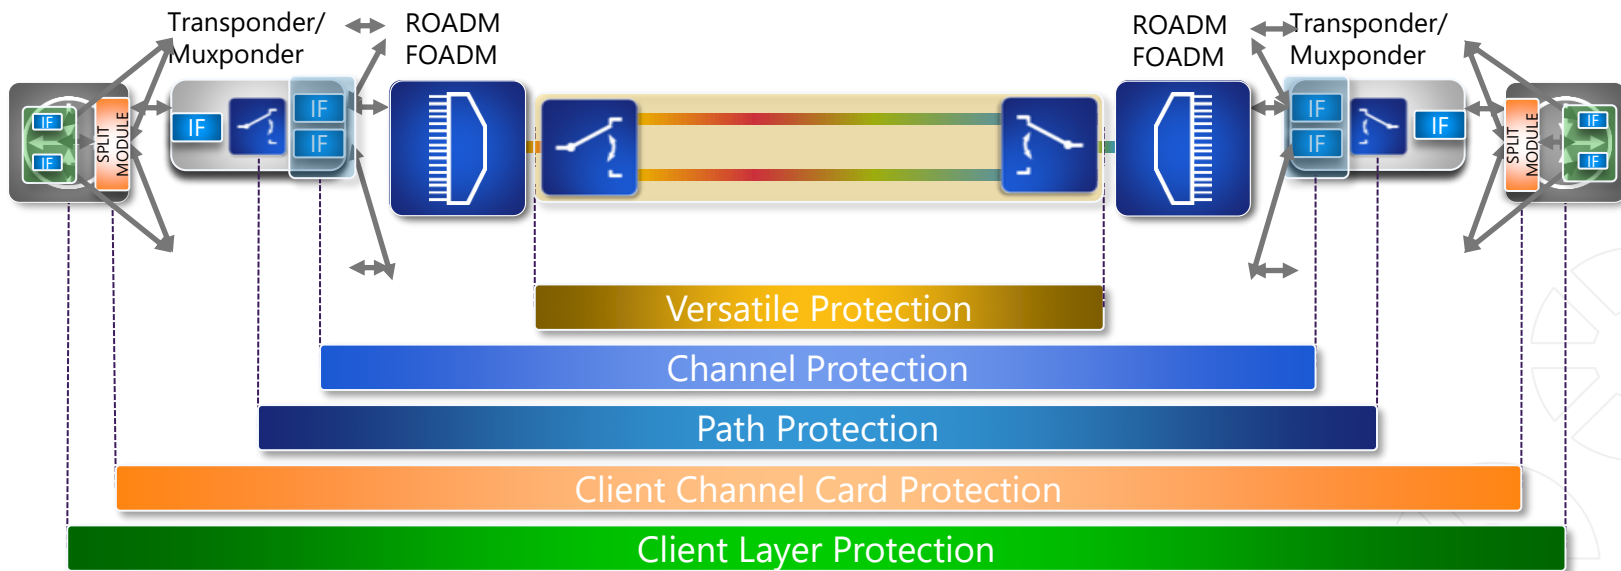 Transponder/
Muxponder
ROADM
FOADM
ROADM
FOADM
Transponder/
Muxponder
IF
IF
SPLIT
MODULE
IF
IF
IF
IF
IF
IF
SPLIT
MODULE
IF
IF
Versatile Protection
Channel Protection
Path Protection
Client Channel Card Protection
Client Layer Protection